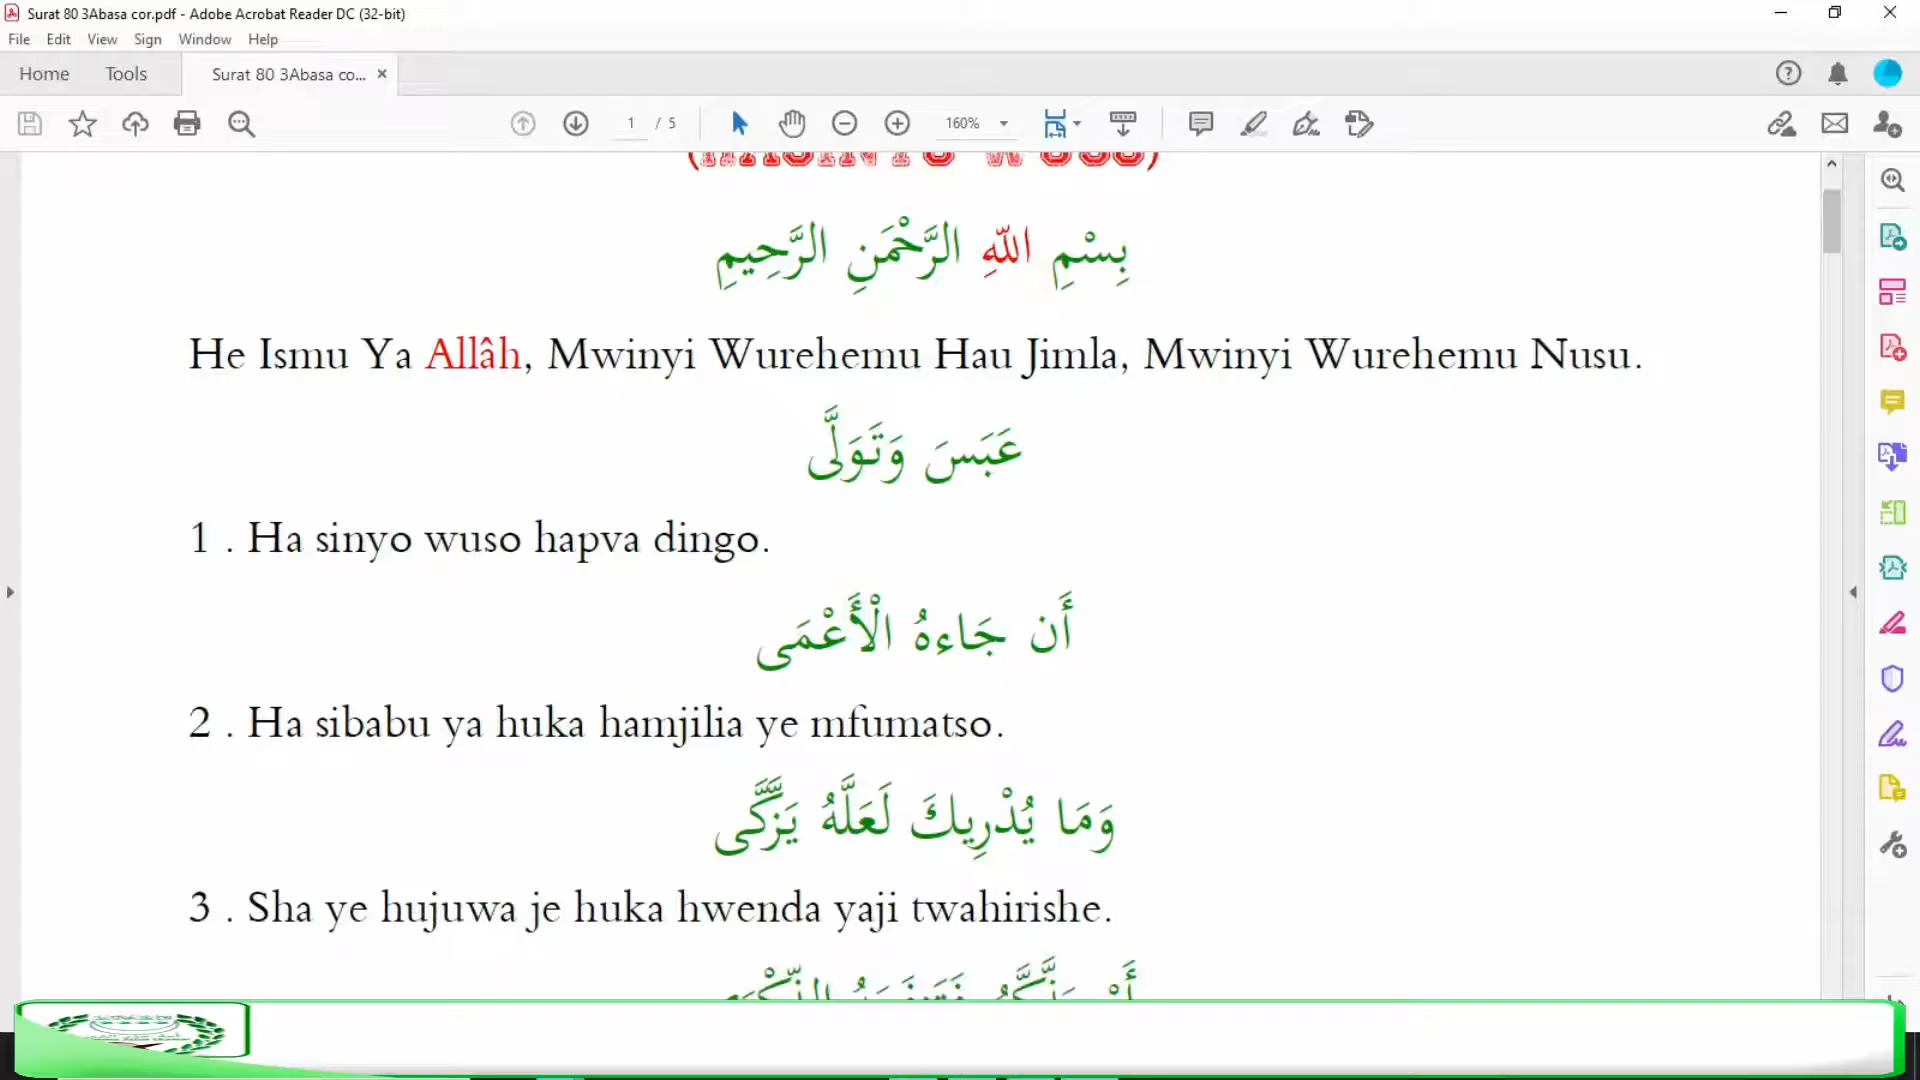 Surat 80 3Abasa cor.pdf - Adobe Acrobat Reader DC (32-bit)
File Edit View Sign Window Help
Home Tools Surat 80 3Abasa co...
1 / 5 160%
بِسْمِ اللّهِ الرَّحْمَنِ الرَّحِيمِ
He Ismu Ya Allâh, Mwinyi Wurehemu Hau Jimla, Mwinyi Wurehemu Nusu.
عَبَسَ وَتَوَلَّى
1 . Ha sinyo wuso hapva dingo.
أَن جَاءهُ الْأَعْمَى
2 . Ha sibabu ya huka hamjilia ye mfumatso.
وَمَا يُدْرِيكَ لَعَلَّهُ يَزَّكَّى
3 . Sha ye hujuwa je huka hwenda yaji twahirishe.